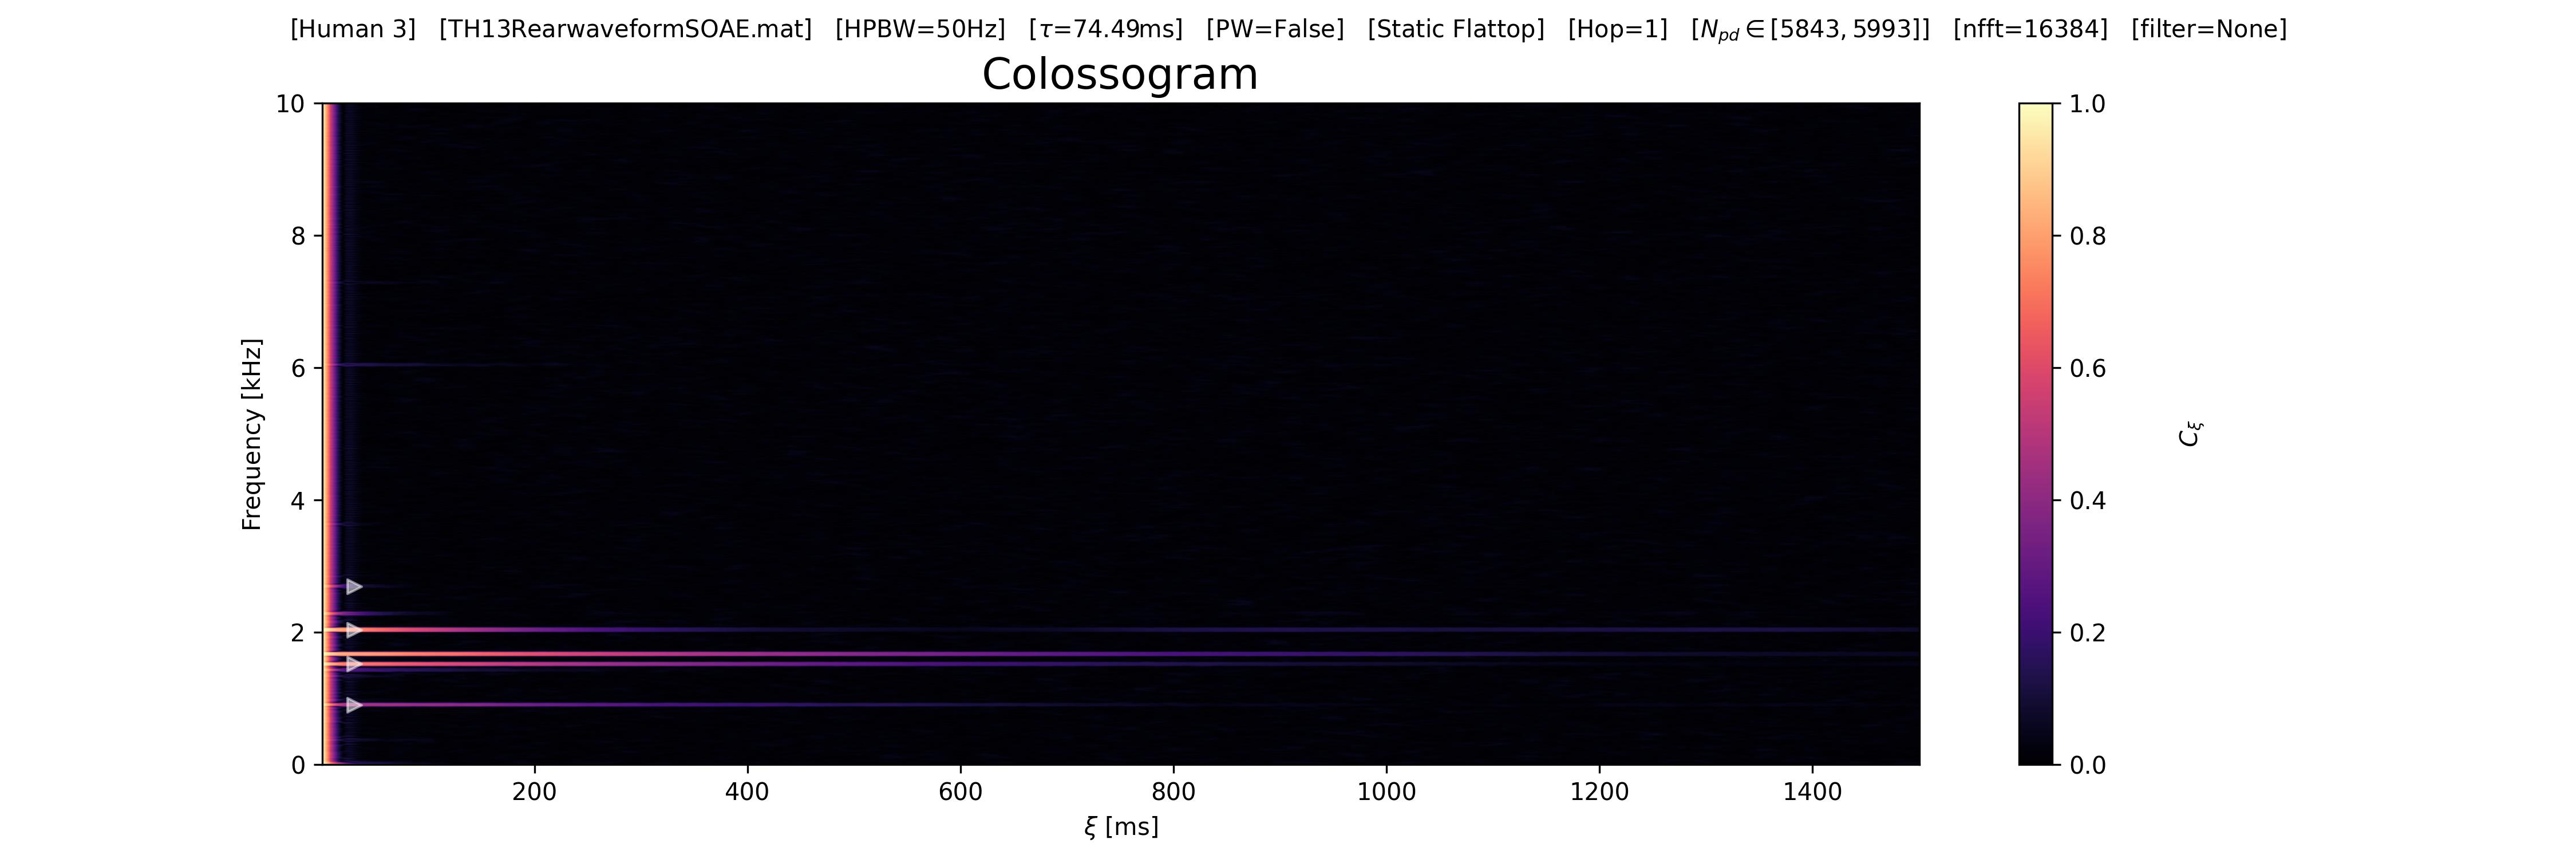 [Human 3] [TH13RearwaveformSOAE.mat] [HPBW=50Hz] [τ=74.49ms] [PW=False] [Static Flattop] [Hop=1] [N_pd ∈ [5843, 5993]] [nfft=16384] [filter=None]
Colossogram
10
8
6
4
2
0
Frequency [kHz]
200 400 600 800 1000 1200 1400
ξ [ms]
1.0
0.8
0.6
0.4
0.2
0.0
C_ξ